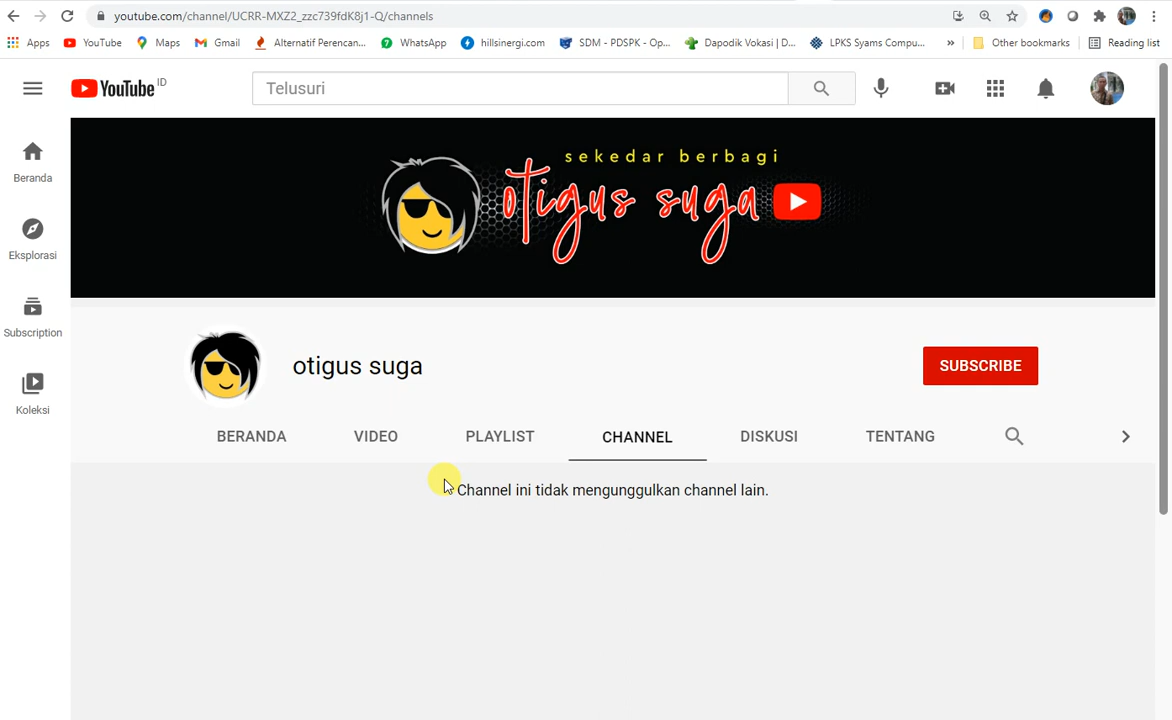 youtube.com/channel/UCRR-MXZ2_zzc739fdK8j1-Q/channels
Apps YouTube Maps Gmail Alternatif Perencan... WhatsApp hillsinergi.com SDM - PDSPK - Op... Dapodik Vokasi | D... LPKS Syams Compu... » Other bookmarks Reading list
YouTube ID
Telusuri
Beranda
Eksplorasi
Subscription
Koleksi
sekedar berbagi
otigus suga
otigus suga
SUBSCRIBE
BERANDA VIDEO PLAYLIST CHANNEL DISKUSI TENTANG
Channel ini tidak mengunggulkan channel lain.